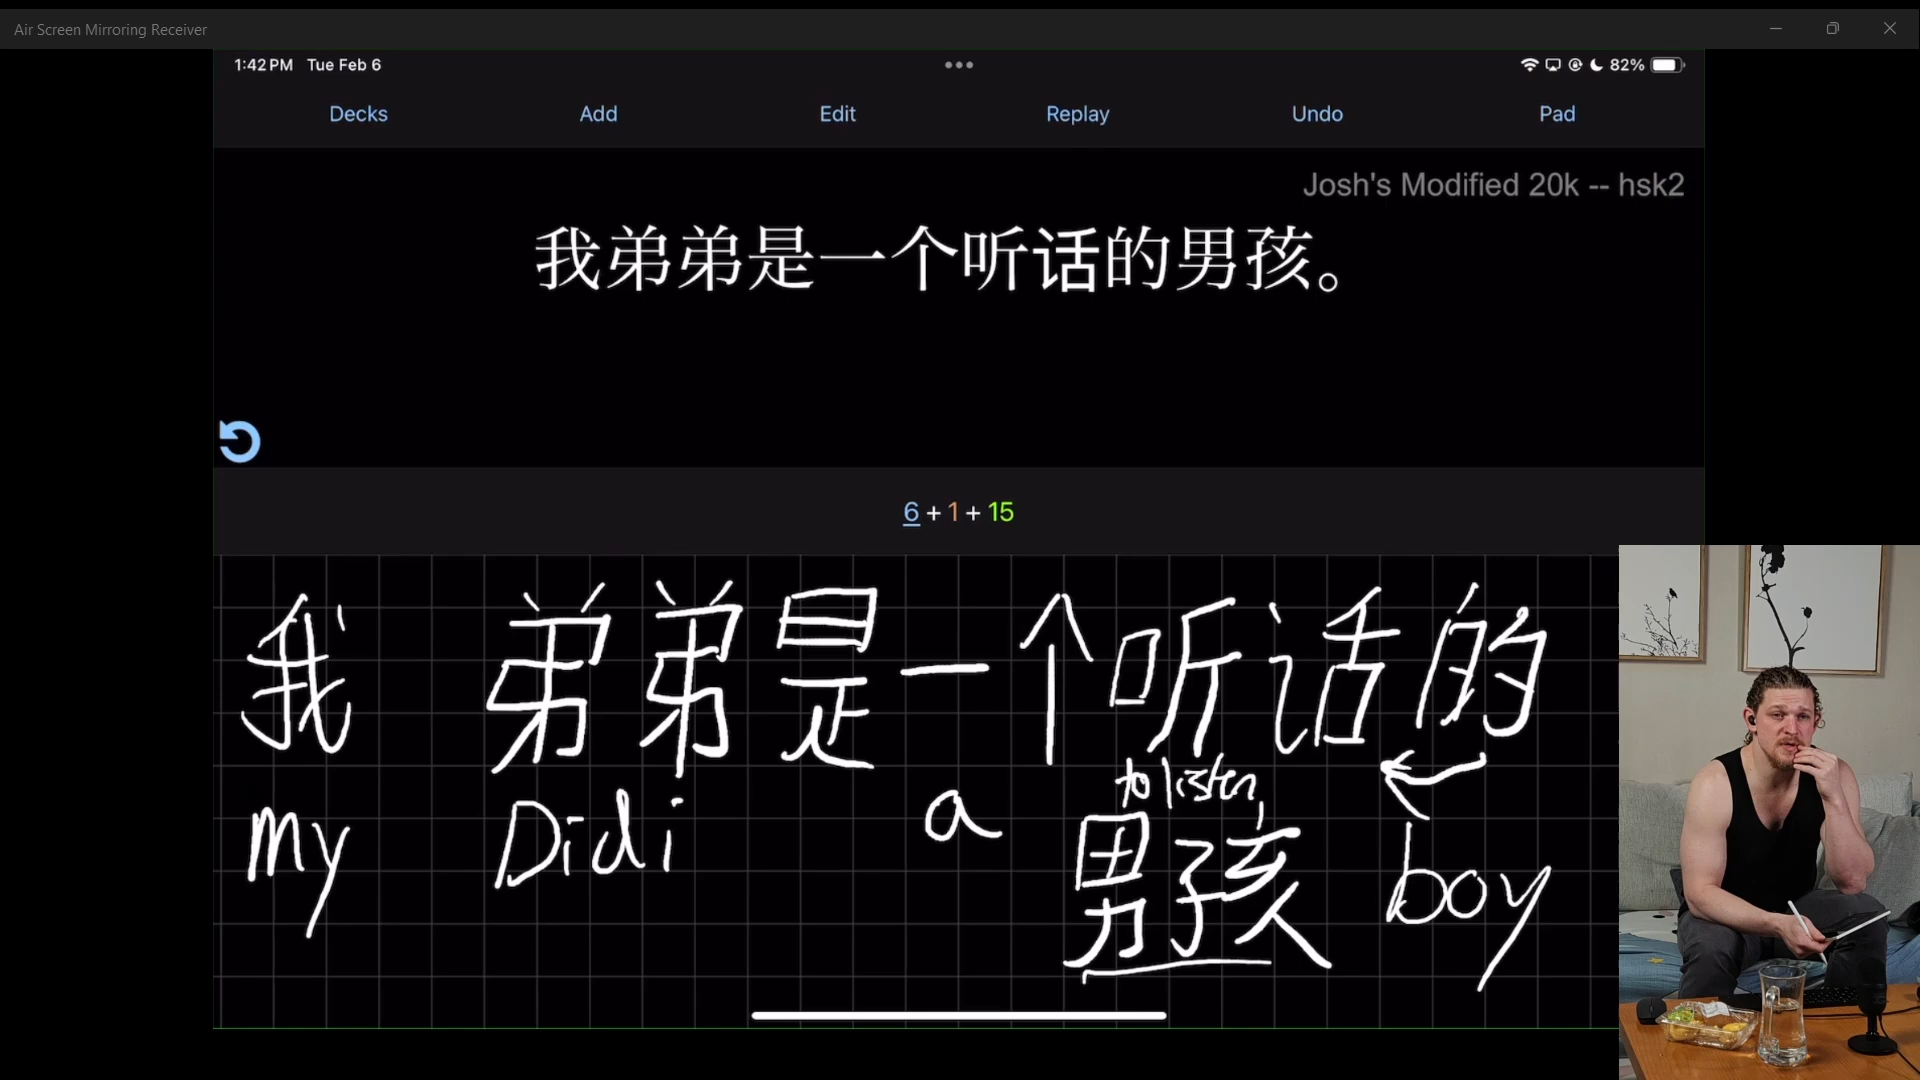 Air Screen Mirroring Receiver
1:42 PM Tue Feb 6 82%
Decks Add Edit Replay Undo Pad
Josh's Modified 20k -- hsk2
我弟弟是一个听话的男孩。
6 + 1 + 15
我 弟弟是一个听话的
to listen,
my Didi a 男孩 boy